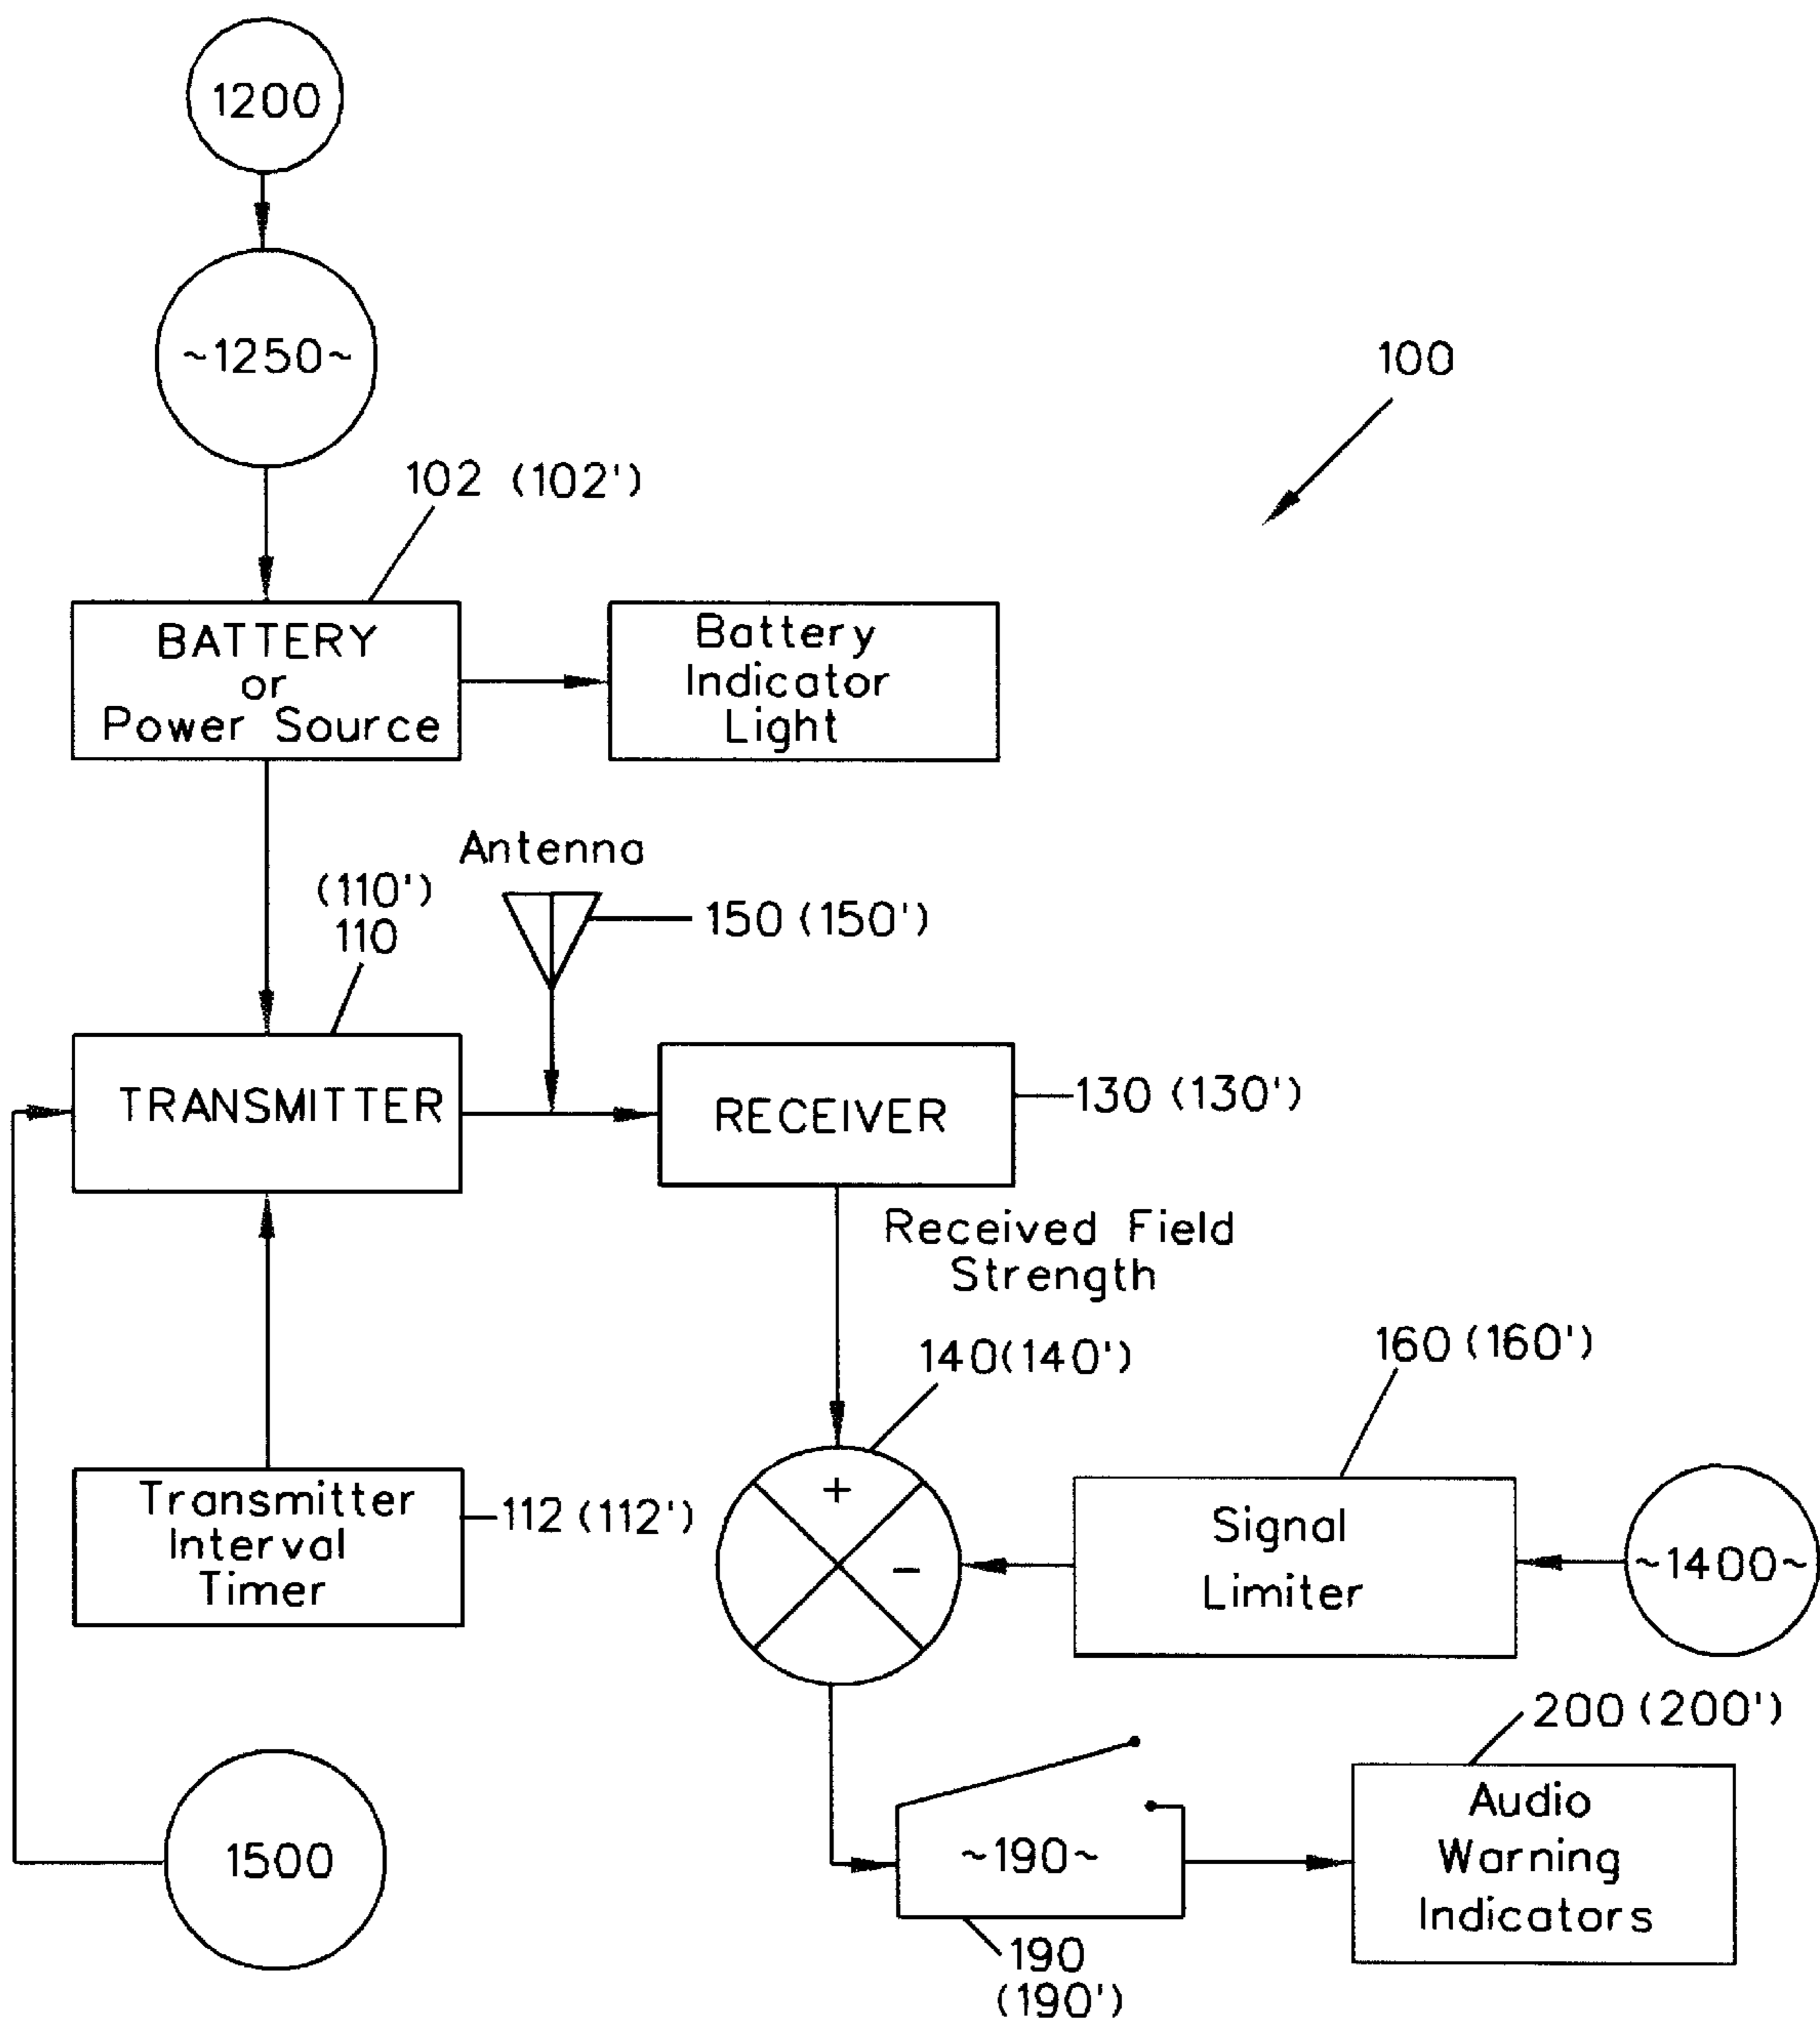 1200
~1250~
100
102 (102')
BATTERY
or
Power Source
Battery
Indicator
Light
Antenna
(110')
110
150 (150')
TRANSMITTER
RECEIVER
130 (130')
Received Field
Strength
140(140')
160 (160')
Transmitter
Interval
Timer
112 (112')
+
-
Signal
Limiter
~1400~
200 (200')
1500
~190~
Audio
Warning
Indicators
190
(190')